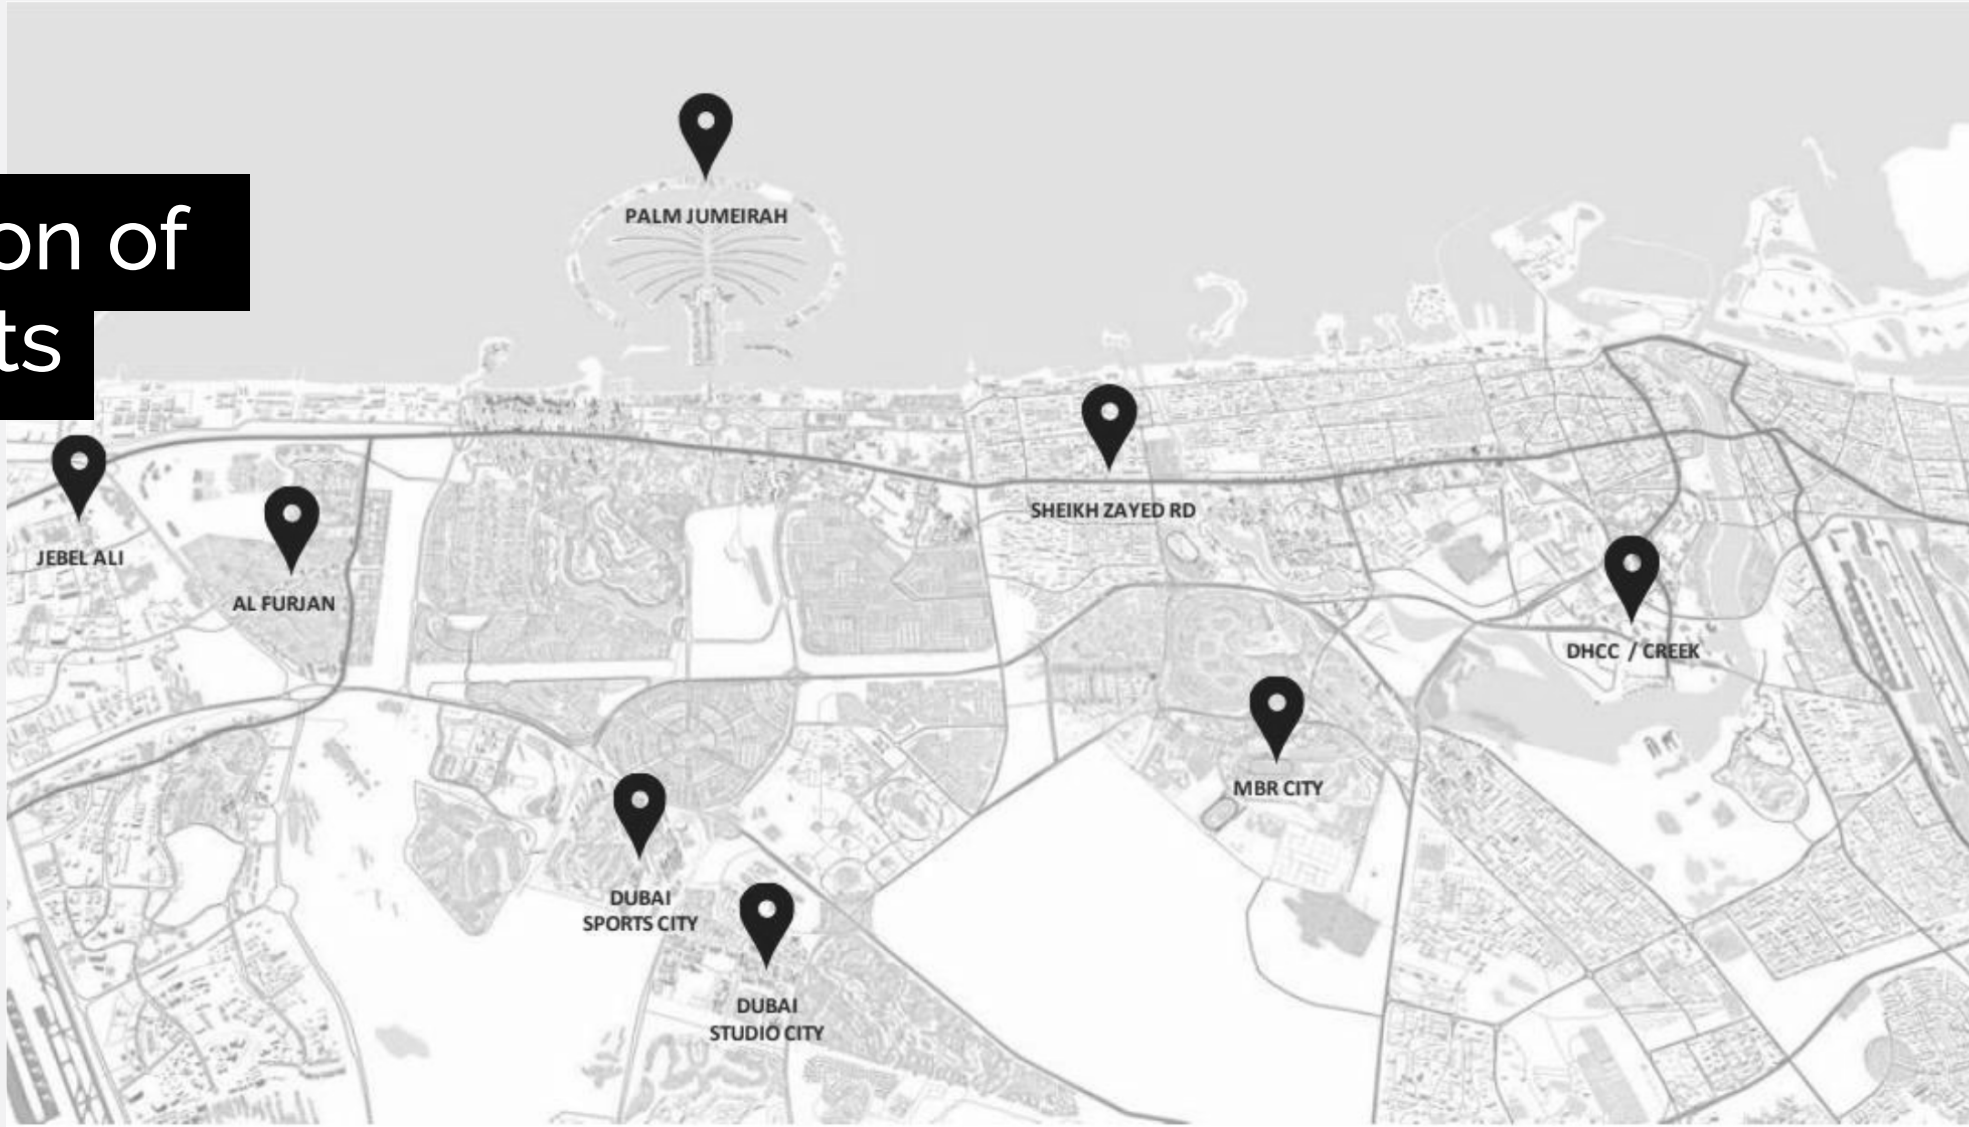 on of
ts
PALM JUMEIRAH
SHEIKH ZAYED RD
JEBEL ALI
AL FURJAN
DHCC / CREEK
MBR CITY
DUBAI
SPORTS CITY
DUBAI
STUDIO CITY